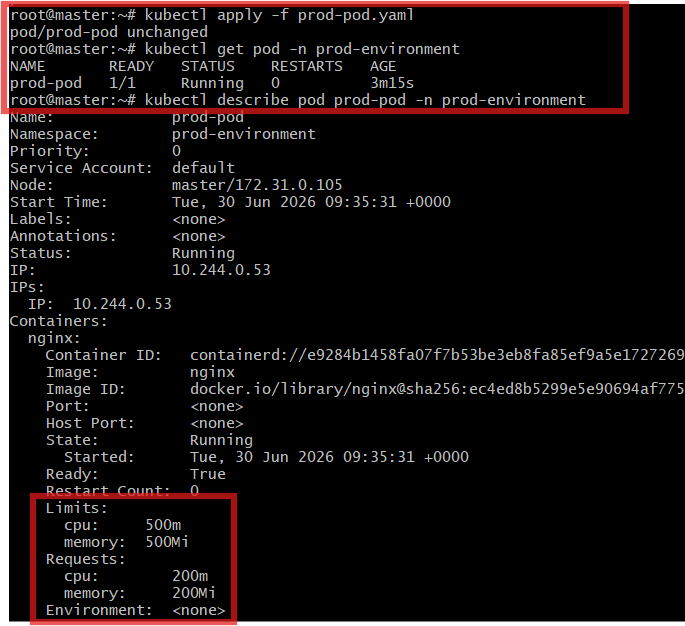 root@master:~# kubectl apply -f prod-pod.yaml
pod/prod-pod unchanged
root@master:~# kubectl get pod -n prod-environment
NAME       READY   STATUS    RESTARTS   AGE
prod-pod   1/1     Running   0          3m15s
root@master:~# kubectl describe pod prod-pod -n prod-environment
Name:             prod-pod
Namespace:        prod-environment
Priority:         0
Service Account:  default
Node:             master/172.31.0.105
Start Time:       Tue, 30 Jun 2026 09:35:31 +0000
Labels:           <none>
Annotations:      <none>
Status:           Running
IP:               10.244.0.53
IPs:
  IP:  10.244.0.53
Containers:
  nginx:
    Container ID:   containerd://e9284b1458fa07f7b53be3eb8fa85ef9a5e1727269
    Image:          nginx
    Image ID:       docker.io/library/nginx@sha256:ec4ed8b5299e5e90694af775
    Port:           <none>
    Host Port:      <none>
    State:          Running
      Started:      Tue, 30 Jun 2026 09:35:31 +0000
    Ready:          True
    Restart Count:  0
    Limits:
      cpu:     500m
      memory:  500Mi
    Requests:
      cpu:        200m
      memory:     200Mi
    Environment:  <none>